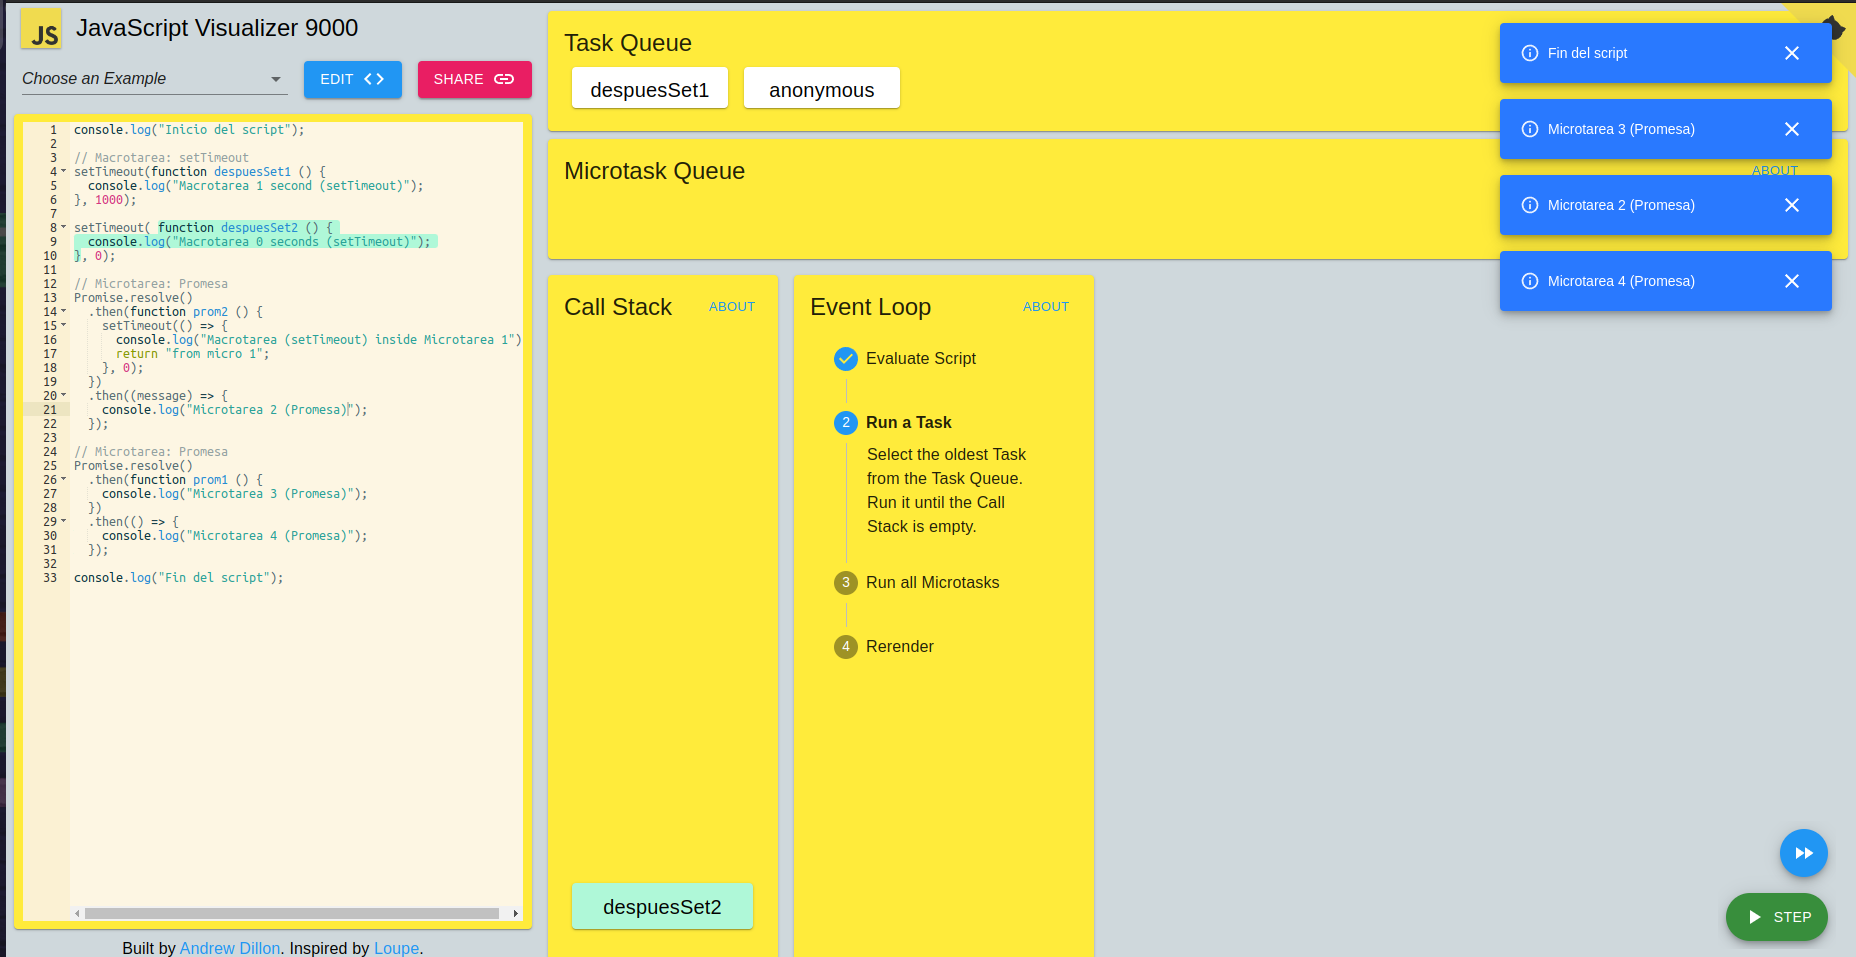 JS
JavaScript Visualizer 9000
Choose an Example
EDIT
SHARE
1 console.log("Inicio del script");
2
3 // Macrotarea: setTimeout
4 setTimeout(function despuesSet1 () {
5 console.log("Macrotarea 1 second (setTimeout)");
6 }, 1000);
7
8 setTimeout( function despuesSet2 () {
9 console.log("Macrotarea 0 seconds (setTimeout)");
10 }, 0);
11
12 // Microtarea: Promesa
13 Promise.resolve()
14 .then(function prom2 () {
15 setTimeout(() => {
16 console.log("Macrotarea (setTimeout) inside Microtarea 1")
17 return "from micro 1";
18 }, 0);
19 })
20 .then((message) => {
21 console.log("Microtarea 2 (Promesa)");
22 });
23
24 // Microtarea: Promesa
25 Promise.resolve()
26 .then(function prom1 () {
27 console.log("Microtarea 3 (Promesa)");
28 })
29 .then(() => {
30 console.log("Microtarea 4 (Promesa)");
31 });
32
33 console.log("Fin del script");
Built by Andrew Dillon. Inspired by Loupe.
Task Queue
despuesSet1
anonymous
Microtask Queue
ABOUT
Call Stack
ABOUT
despuesSet2
Event Loop
ABOUT
Evaluate Script
2 Run a Task
Select the oldest Task
from the Task Queue.
Run it until the Call
Stack is empty.
3 Run all Microtasks
4 Rerender
Fin del script
Microtarea 3 (Promesa)
Microtarea 2 (Promesa)
Microtarea 4 (Promesa)
STEP